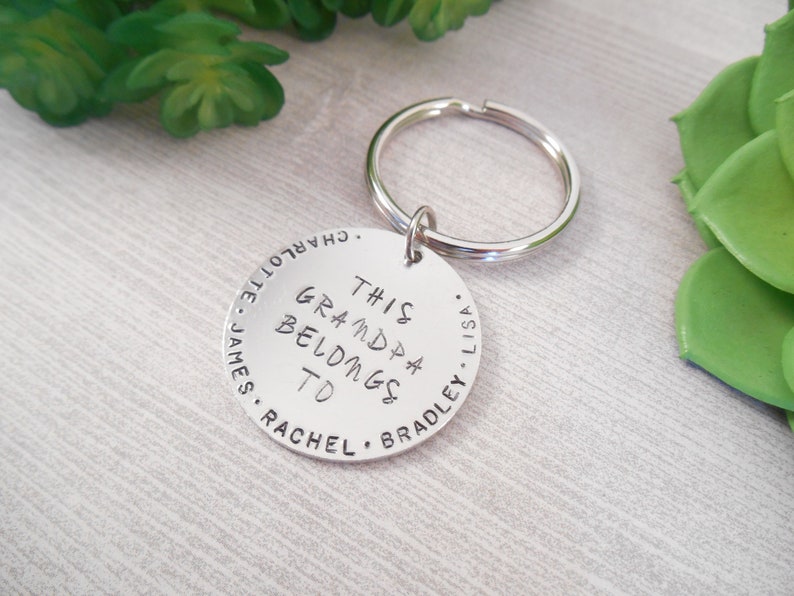 THIS
GRANDPA
BELONGS
TO
• CHARLOTTE • JAMES • RACHEL • BRADLEY • LISA •